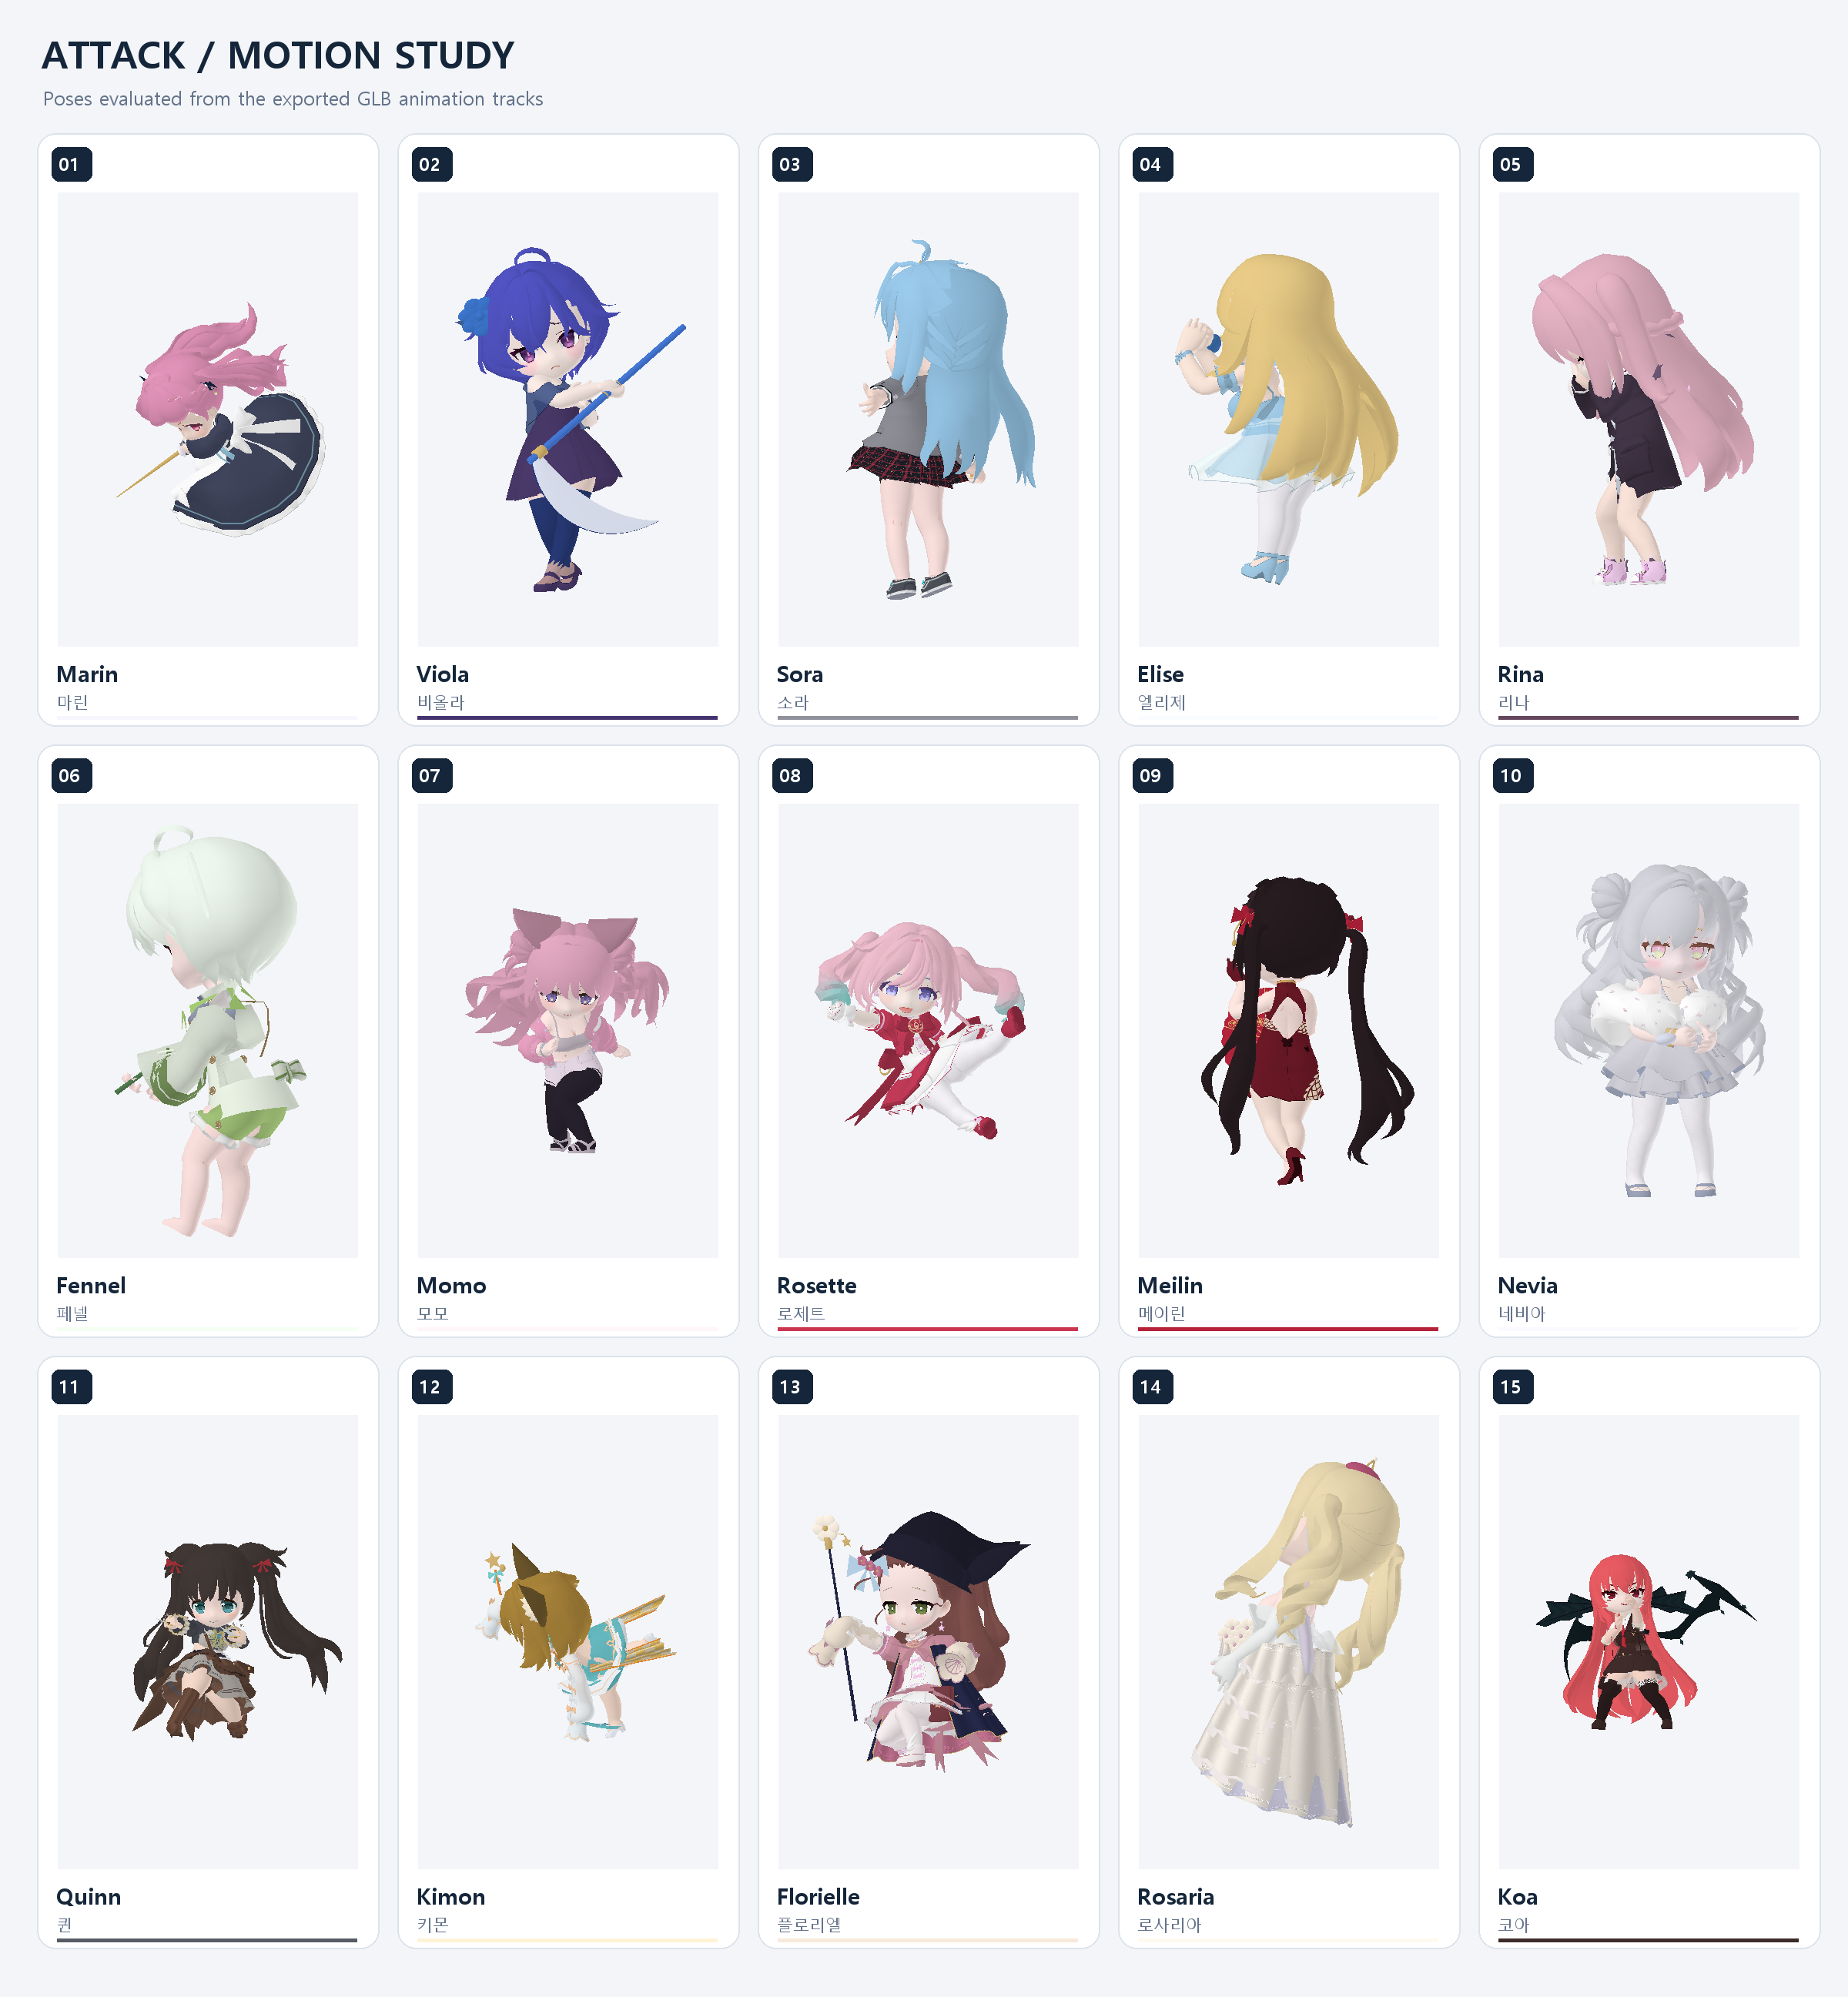 ATTACK / MOTION STUDY
Poses evaluated from the exported GLB animation tracks
01
Marin
마린
02
Viola
비올라
03
Sora
소라
04
Elise
엘리제
05
Rina
리나
06
Fennel
페넬
07
Momo
모모
08
Rosette
로제트
09
Meilin
메이린
10
Nevia
네비아
11
Quinn
퀸
12
Kimon
키몬
13
Florielle
플로리엘
14
Rosaria
로사리아
15
Koa
코아